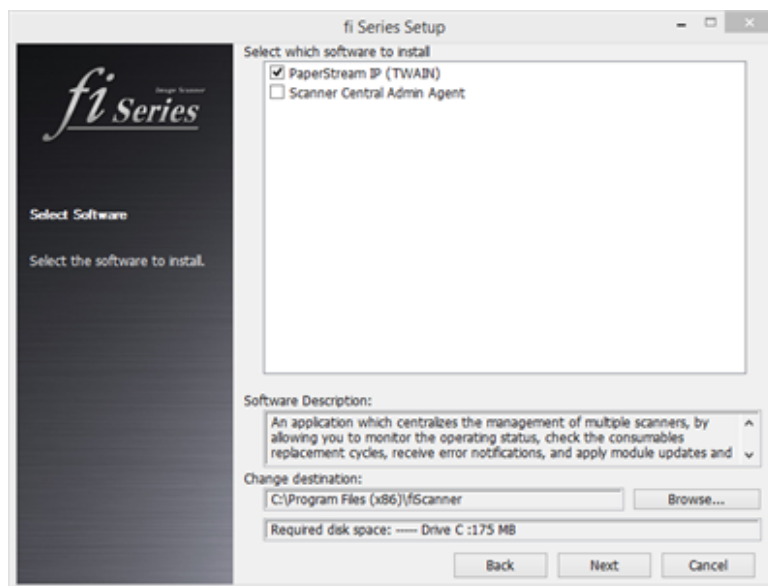 fi Series Setup
Image Scanner
fi Series
Select Software
Select the software to install.
Select which software to install
PaperStream IP (TWAIN)
Scanner Central Admin Agent
Software Description:
An application which centralizes the management of multiple scanners, by
allowing you to monitor the operating status, check the consumables
replacement cycles, receive error notifications, and apply module updates and
Change destination:
C:\Program Files (x86)\fiScanner
Browse...
Required disk space: ----- Drive C :175 MB
Back
Next
Cancel